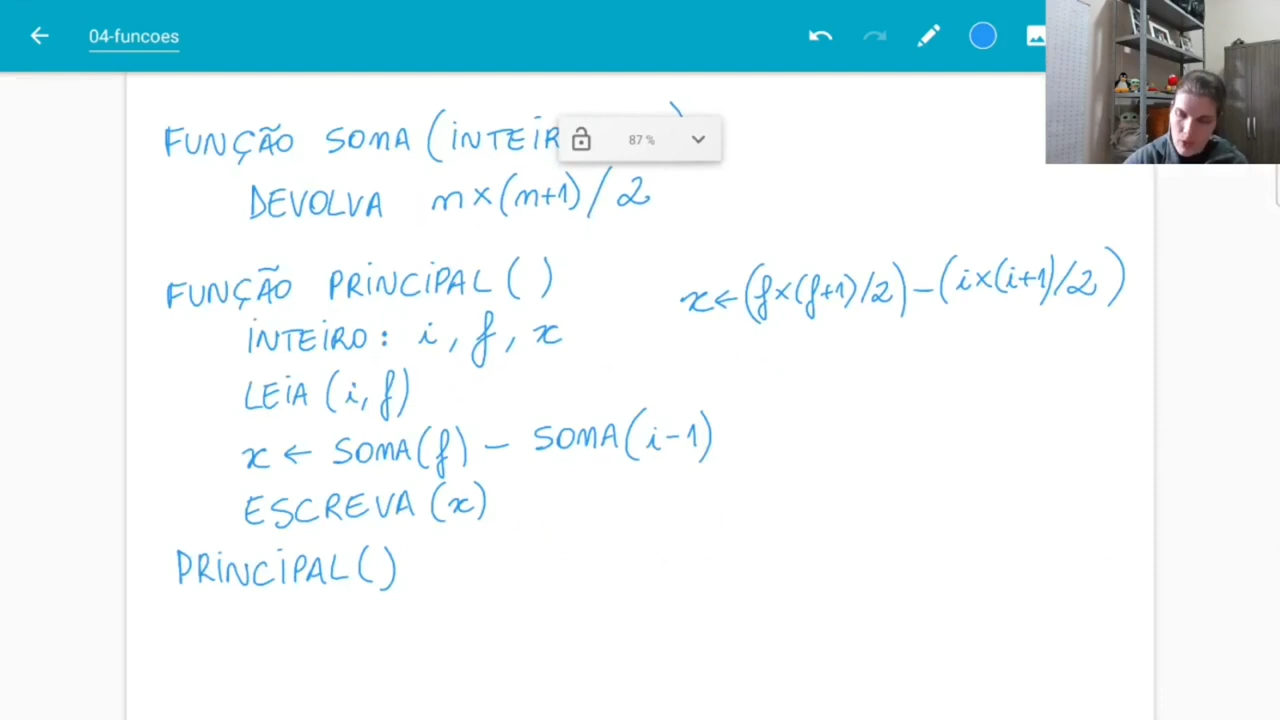 04-funcoes
87 %
FUNÇÃO SOMA (INTEIR )
DEVOLVA n×(n+1)/2
FUNÇÃO PRINCIPAL ( )
INTEIRO: i, f, x
x←(f×(f+1)/2)-(i×(i+1)/2)
LEIA (i, f)
x ← SOMA(f) - SOMA(i-1)
ESCREVA (x)
PRINCIPAL( )